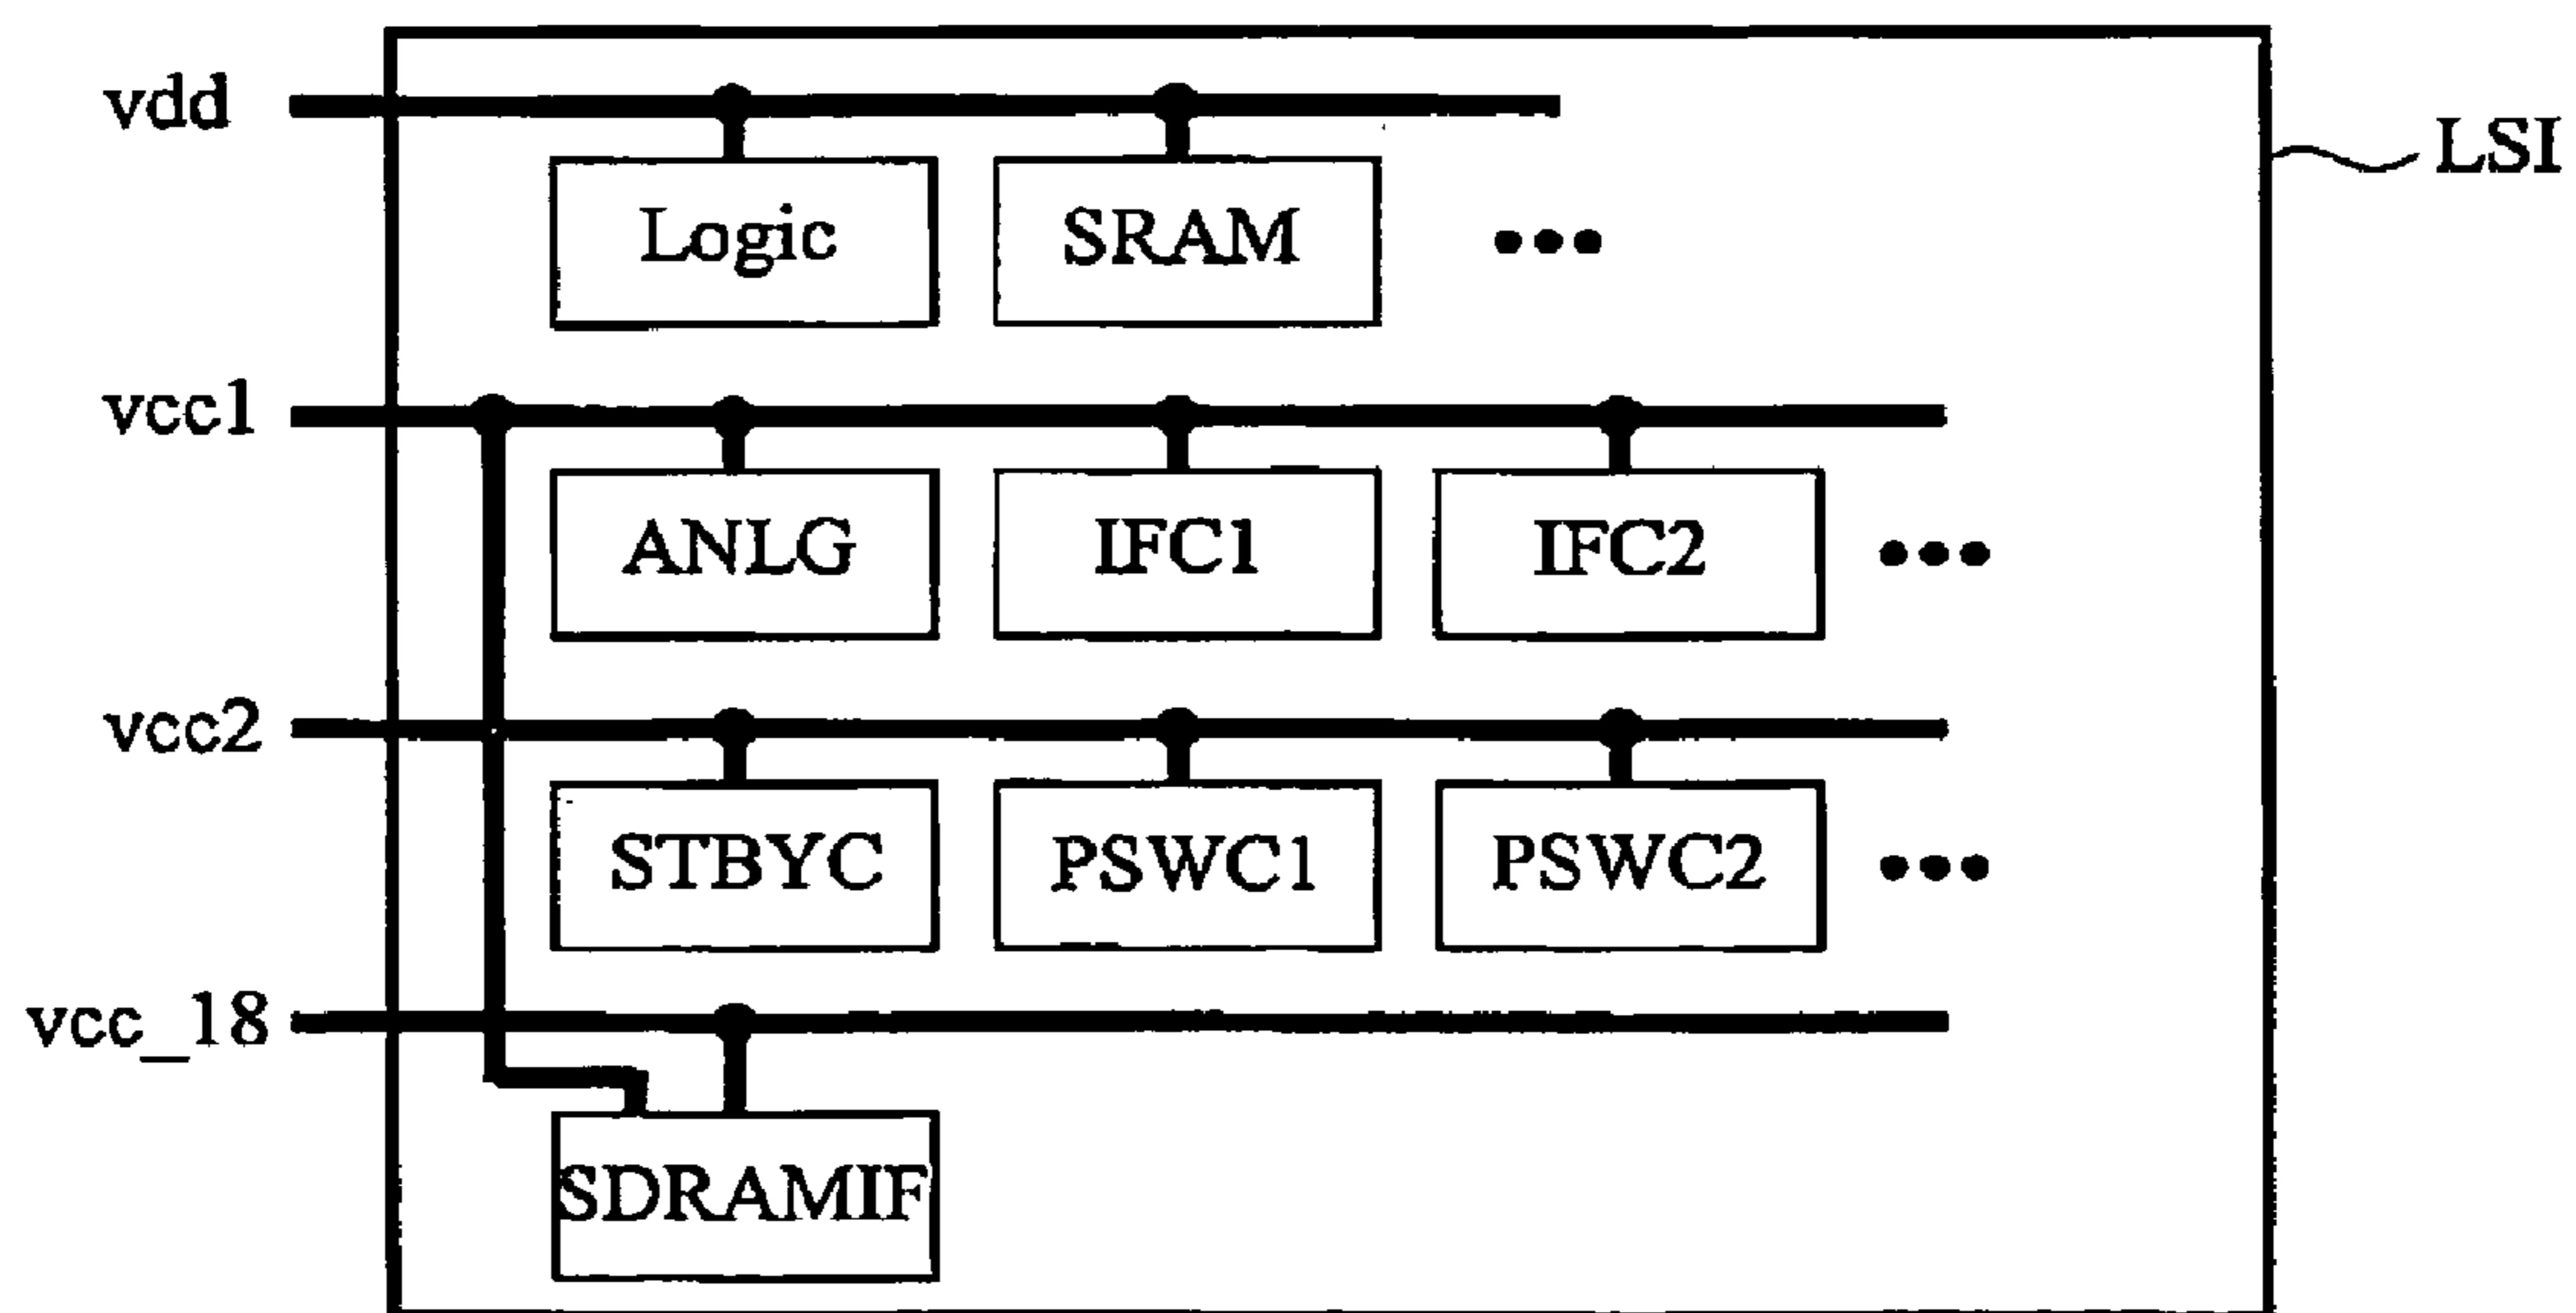 vdd
LSI
Logic SRAM •••
vcc1
ANLG IFC1 IFC2 •••
vcc2
STBYC PSWC1 PSWC2 •••
vcc_18
SDRAMIF